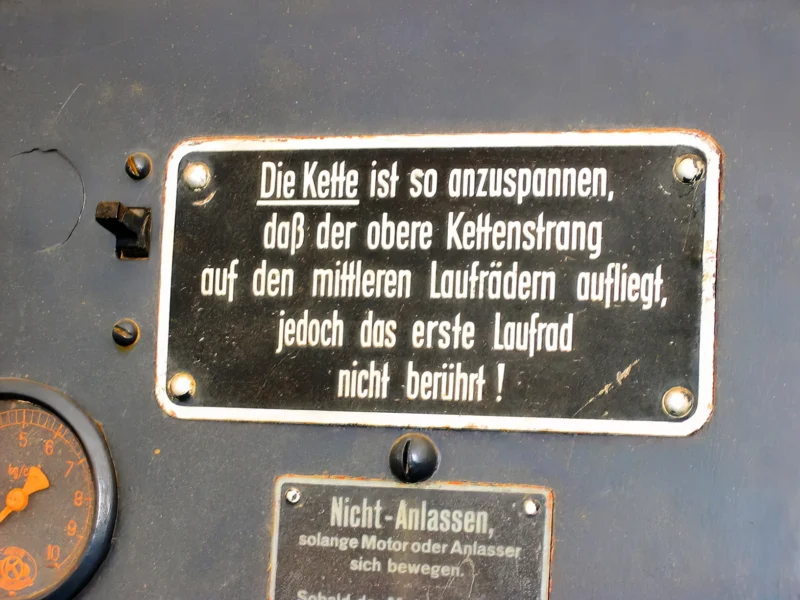 Die Kette ist so anzuspannen,
daß der obere Kettenstrang
auf den mittleren Laufrädern aufliegt,
jedoch das erste Laufrad
nicht berührt !
5
6
7
8
9
10
Nicht-Anlassen,
solange Motor oder Anlasser
sich bewegen.
Sobald